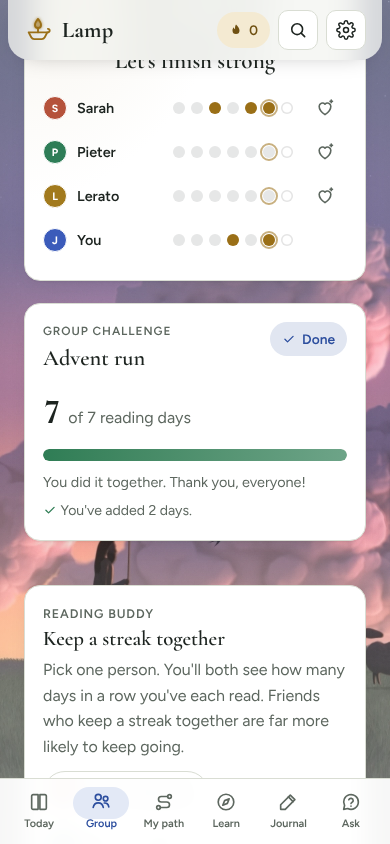 Lamp
0
Let's finish strong
S Sarah
P Pieter
L Lerato
J You
GROUP CHALLENGE
Done
Advent run
7 of 7 reading days
You did it together. Thank you, everyone!
You've added 2 days.
READING BUDDY
Keep a streak together
Pick one person. You'll both see how many
days in a row you've each read. Friends
who keep a streak together are far more
likely to keep going.
Today
Group
My path
Learn
Journal
Ask